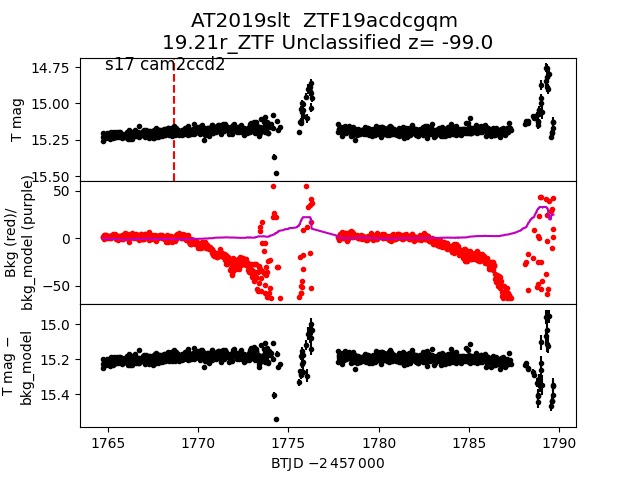 AT2019slt  ZTF19acdcgqm
19.21r_ZTF Unclassified z= -99.0
s17 cam2ccd2
14.75
15.00
15.25
15.50
T mag
50
0
−50
Bkg (red)/
bkg_model (purple)
15.0
15.2
15.4
T mag −
bkg_model
1765
1770
1775
1780
1785
1790
BTJD −2 457 000